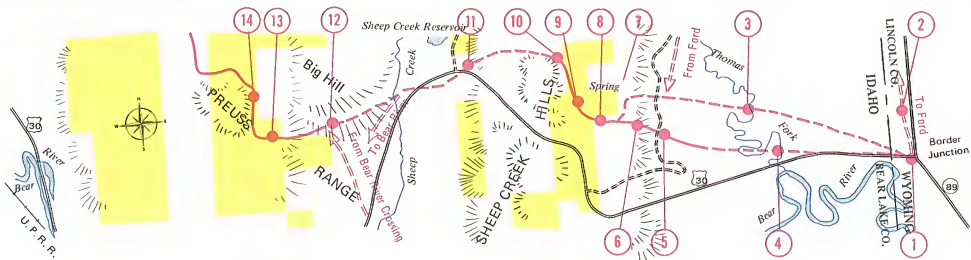 14
13
12
Sheep Creek Reservoir
11
10
9
8
7
3
2
30
River
Bear
U.P.R.R.
N
W
E
S
PREUSS
RANGE
Big Hill
From Bear River Crossing
To Bear River
Creek
Sheep
SHEEP CREEK
HILLS
Spring
From Ford
Thomas
Fork
30
Bear
River
LINCOLN CO.
IDAHO
To Ford
Border
Junction
WYOMING
BEAR LAKE CO.
89
6
5
4
1